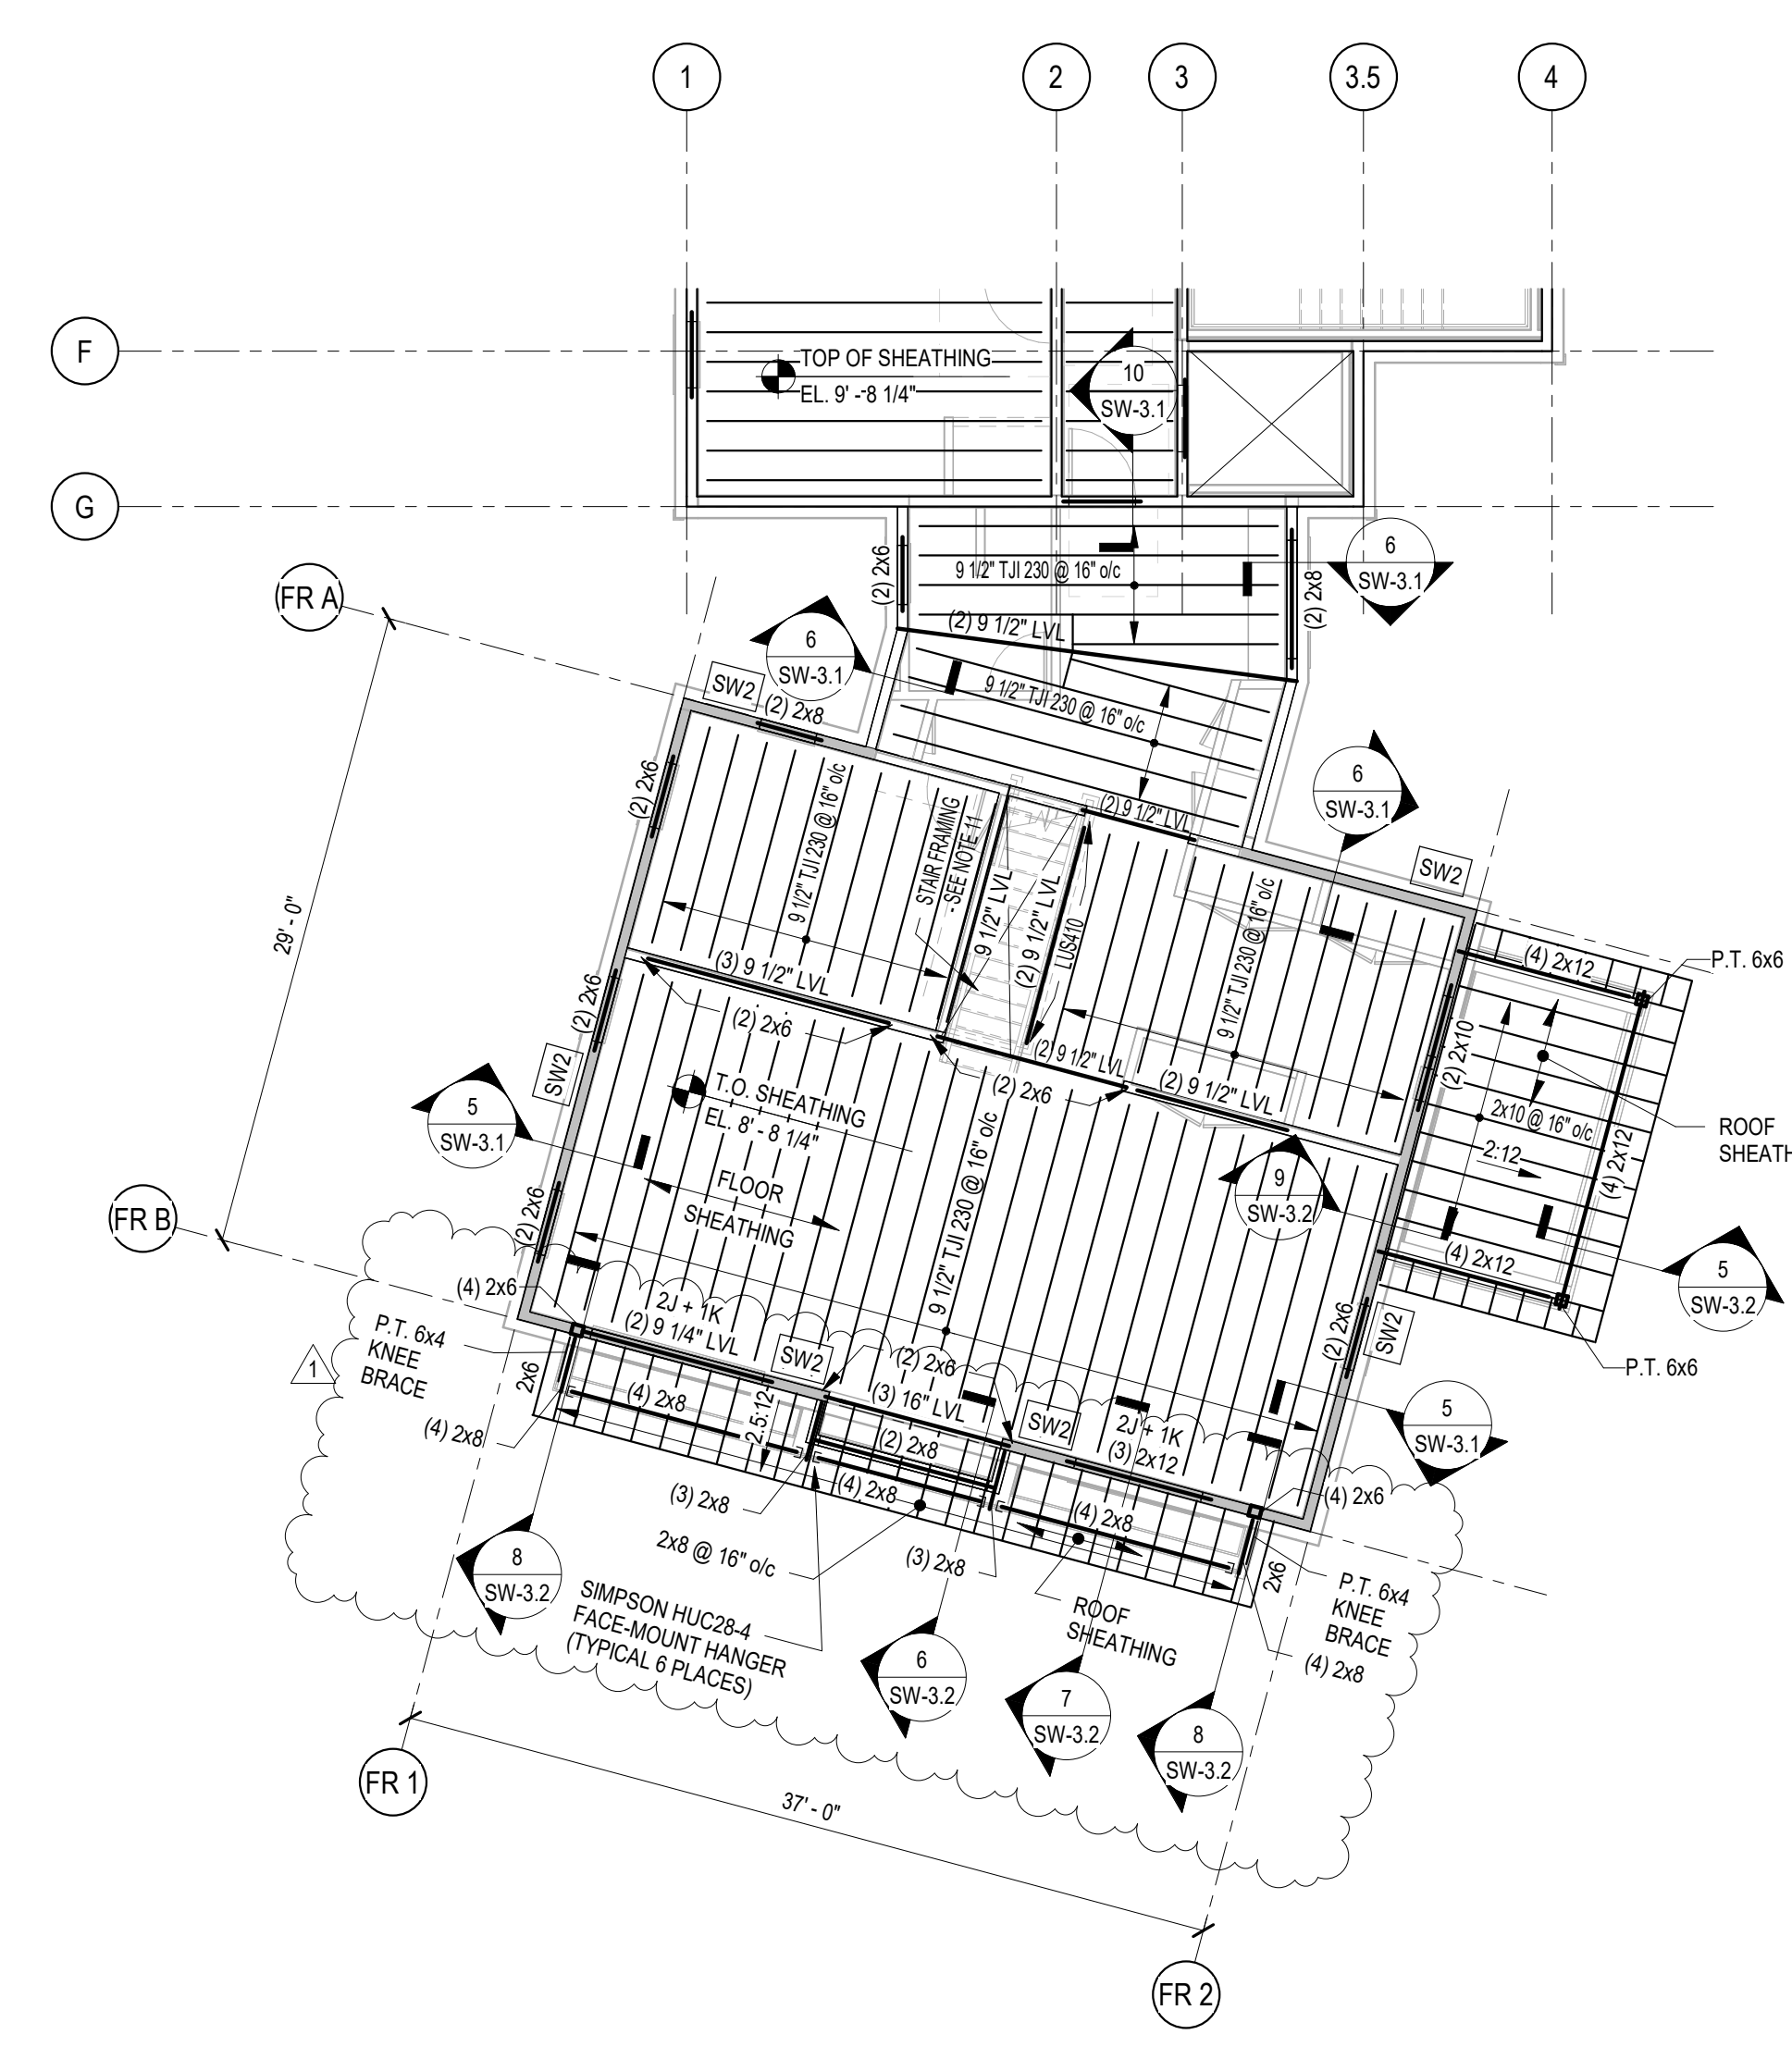 1
2
3
3.5
4
F
TOP OF SHEATHING
EL. 9' - 8 1/4"
10
SW-3.1
G
(2) 2x6
9 1/2" TJI 230 @ 16" o/c
(2) 2x8
6
SW-3.1
FR A
6
SW-3.1
(2) 9 1/2" LVL
9 1/2" TJI 230 @ 16" o/c
SW2
(2) 2x8
(2) 2x6
9 1/2" TJI 230 @ 16" o/c
STAIR FRAMING
- SEE NOTE 11
9 1/2" LVL
(2) 9 1/2" LVL
LUS410
(2) 9 1/2" LVL
6
SW-3.1
SW2
9 1/2" TJI 230 @ 16" o/c
29' - 0"
(3) 9 1/2" LVL
(2) 2x6
(2) 2x6
SW2
(2) 9 1/2" LVL
(2) 2x6
(2) 9 1/2" LVL
(4) 2x12
P.T. 6x6
(2) 2x10
2x10 @ 16" o/c
2:12
(4) 2x12
ROOF
SHEATH
5
SW-3.1
T.O. SHEATHING
EL. 8' - 8 1/4"
FLOOR
SHEATHING
9 1/2" TJI 230 @ 16" o/c
9
SW-3.2
(4) 2x12
5
SW-3.2
P.T. 6x6
FR B
(2) 2x6
(4) 2x6
2J + 1K
(2) 9 1/4" LVL
SW2
(2) 2x6
(2) 2x6
SW2
1
P.T. 6x4
KNEE
BRACE
2x6
(4) 2x8
(4) 2x8
2.5:12
(3) 16" LVL
(2) 2x8
(4) 2x8
SW2
2J + 1K
(3) 2x12
5
SW-3.1
(4) 2x6
(3) 2x8
2x8 @ 16" o/c
(3) 2x8
(4) 2x8
2x6
P.T. 6x4
KNEE
BRACE
(4) 2x8
8
SW-3.2
SIMPSON HUC28-4
FACE-MOUNT HANGER
(TYPICAL 6 PLACES)
ROOF
SHEATHING
6
SW-3.2
7
SW-3.2
8
SW-3.2
FR 1
37' - 0"
FR 2